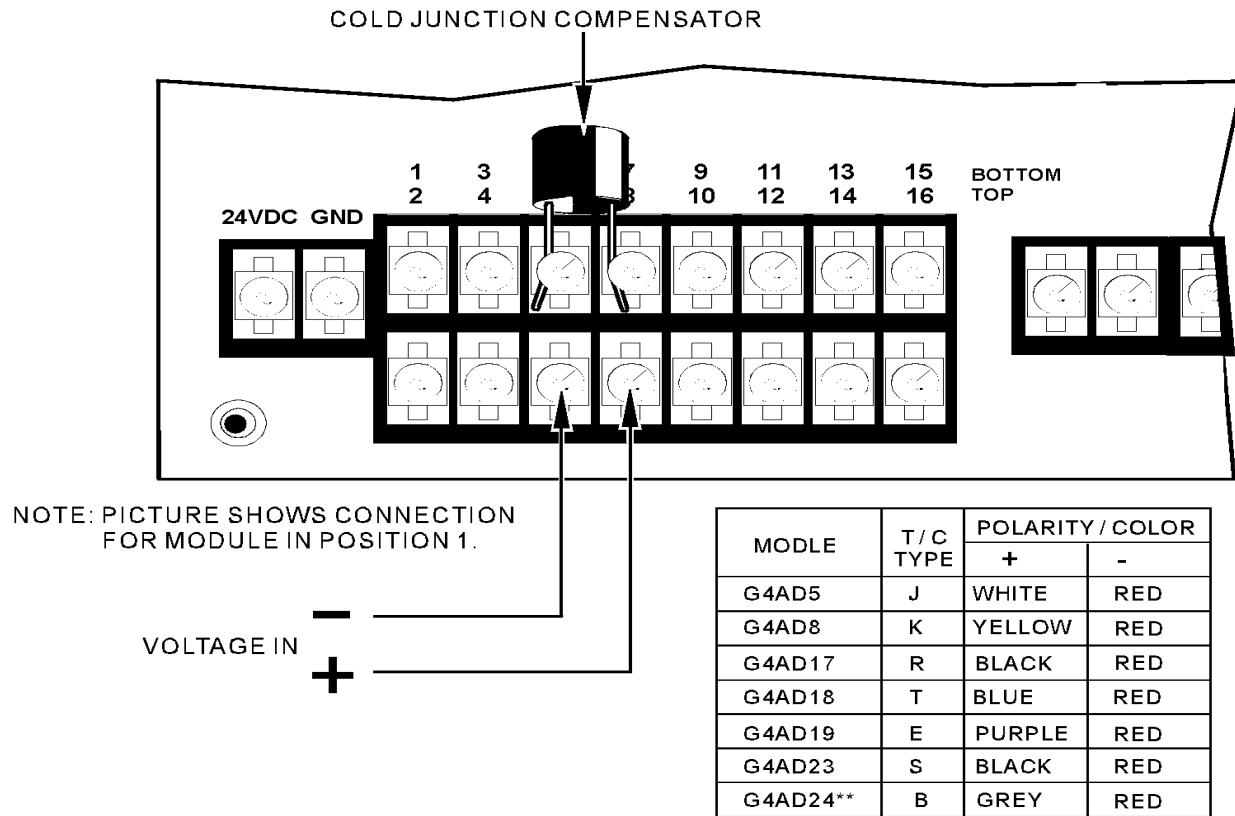 COLD JUNCTION COMPENSATOR
1 3 7 9 11 13 15 BOTTOM
2 4 8 10 12 14 16 TOP
24VDC GND
NOTE: PICTURE SHOWS CONNECTION
FOR MODULE IN POSITION 1.
VOLTAGE IN
-
+
MODLE T/C TYPE POLARITY / COLOR
+ -
G4AD5 J WHITE RED
G4AD8 K YELLOW RED
G4AD17 R BLACK RED
G4AD18 T BLUE RED
G4AD19 E PURPLE RED
G4AD23 S BLACK RED
G4AD24** B GREY RED